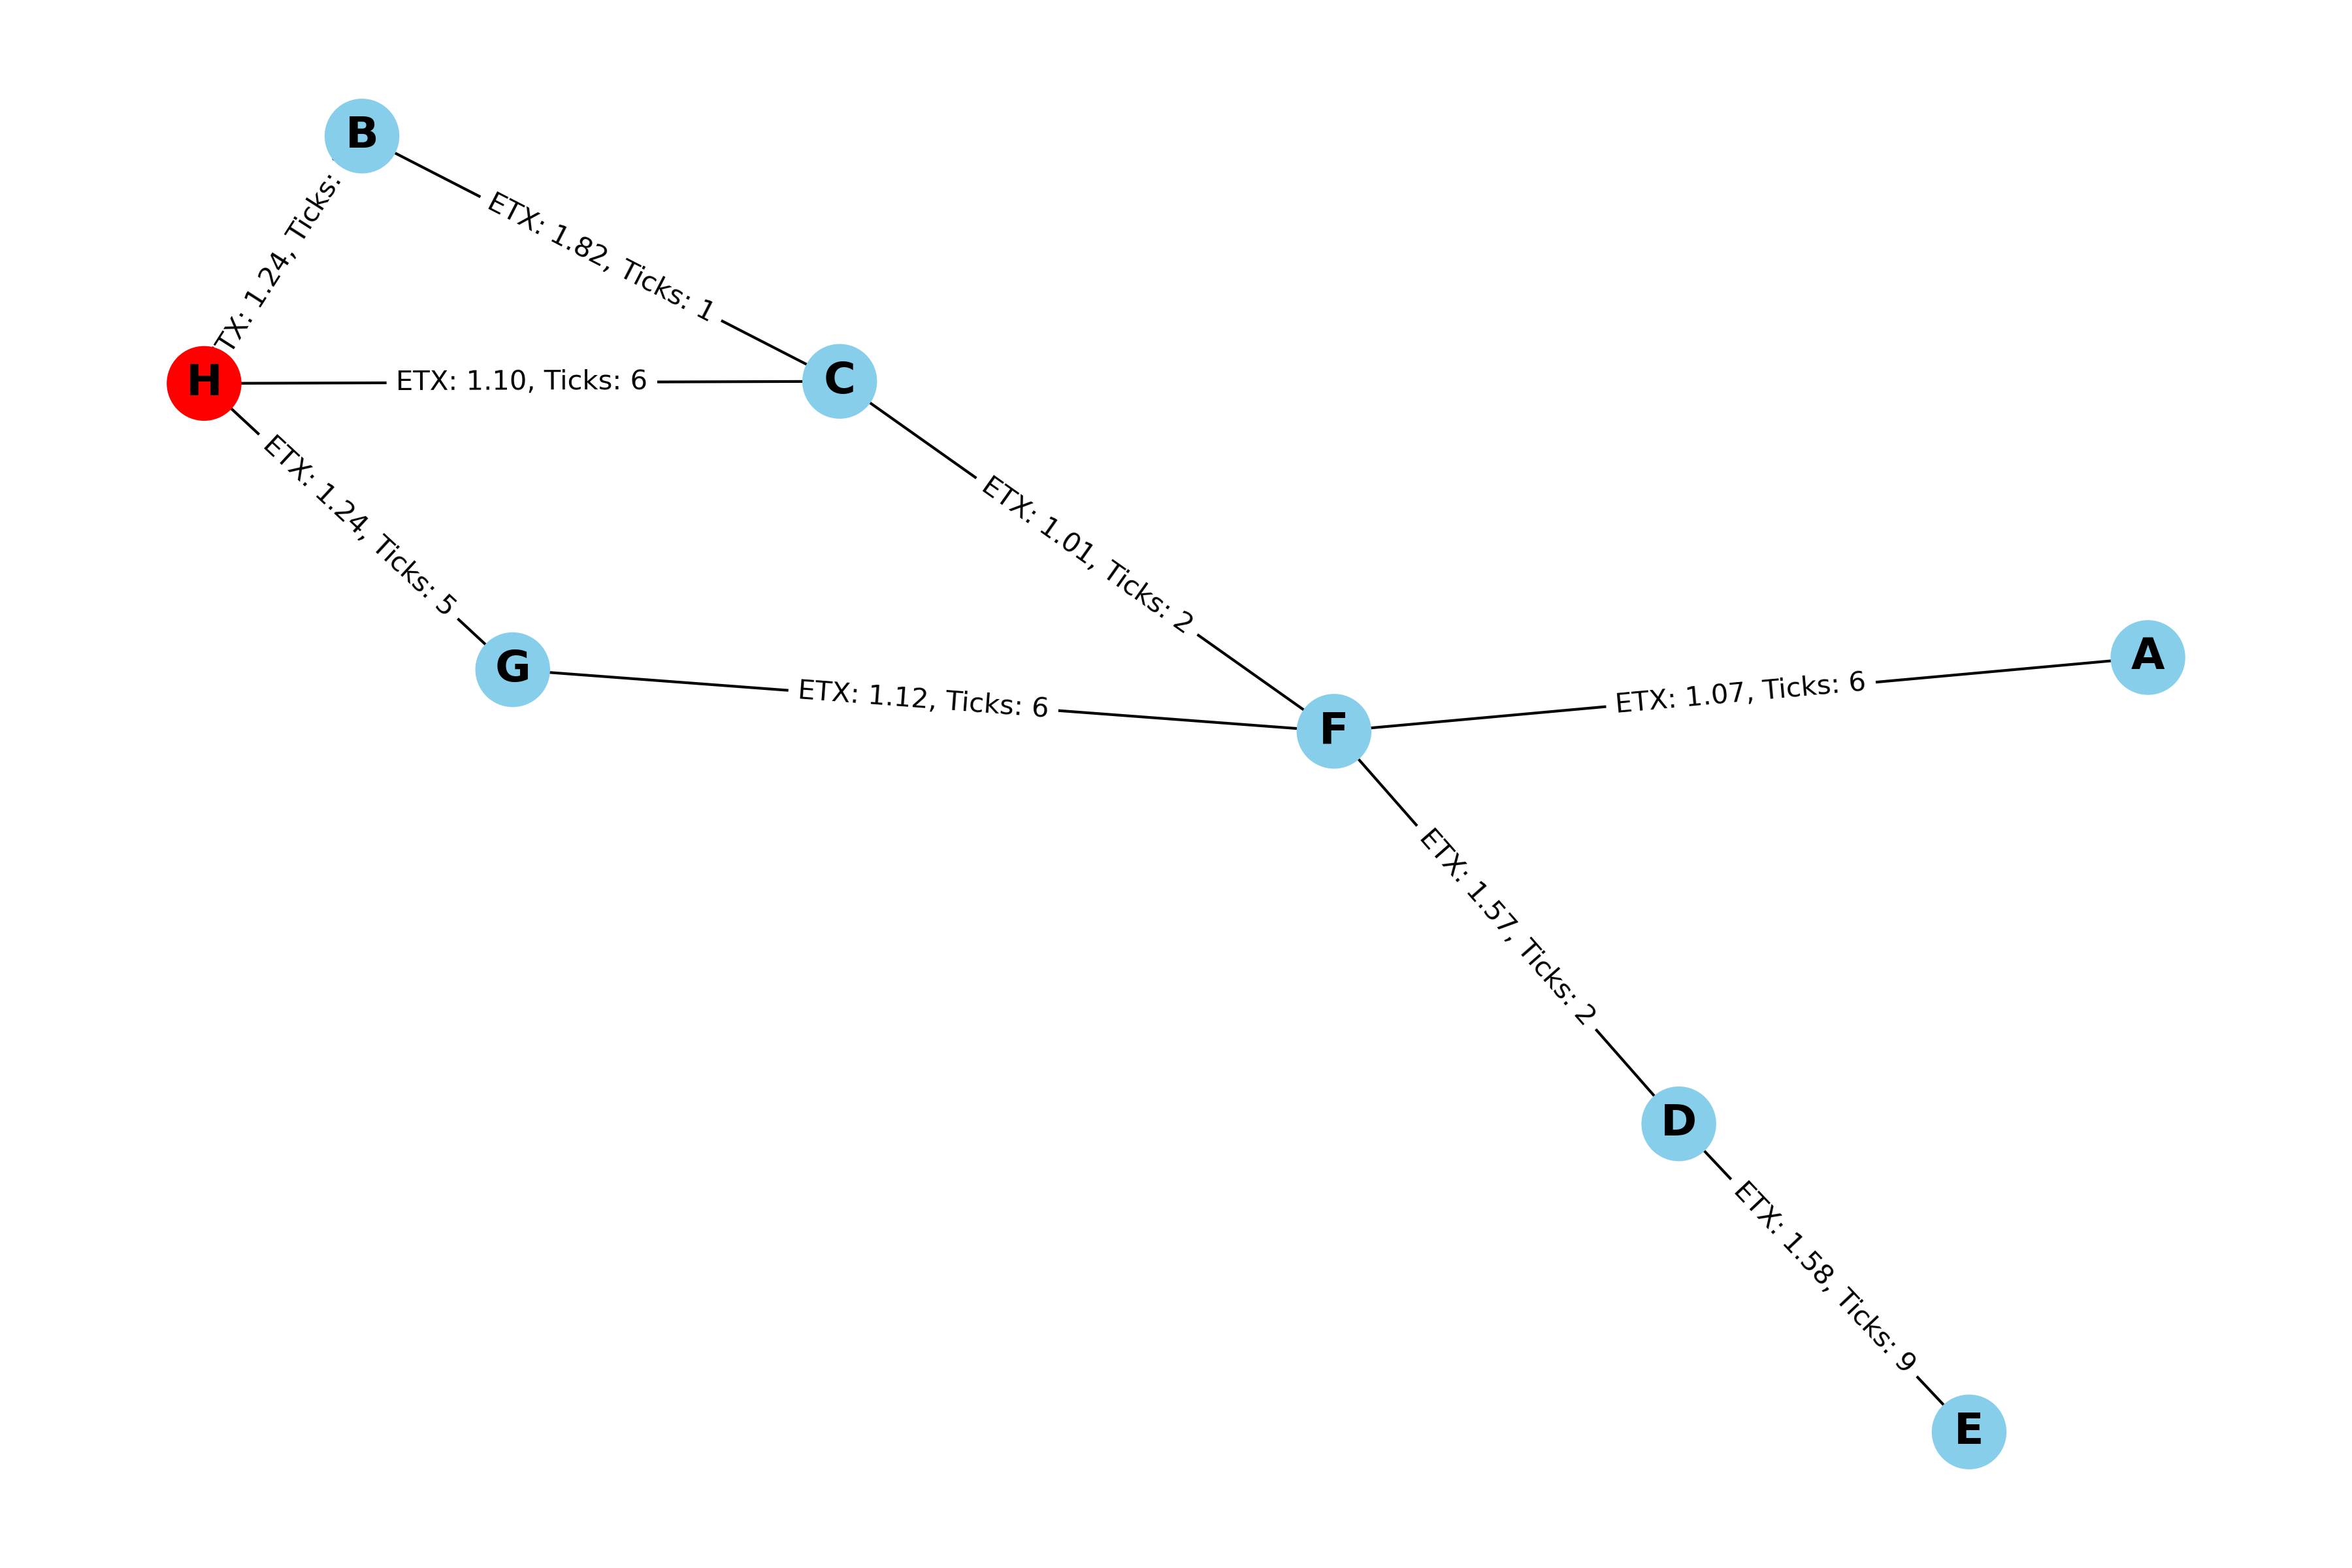 B
TX: 1.24, Ticks:
ETX: 1.82, Ticks: 1
H
ETX: 1.10, Ticks: 6
C
ETX: 1.24, Ticks: 5
ETX: 1.01, Ticks: 2
G
ETX: 1.12, Ticks: 6
F
ETX: 1.07, Ticks: 6
A
ETX: 1.57, Ticks: 2
D
ETX: 1.58, Ticks: 9
E